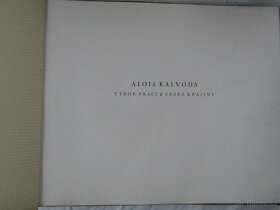 ALOIS KALVODA
VÝBOR PRACÍ Z ČESKÉ KRAJINY